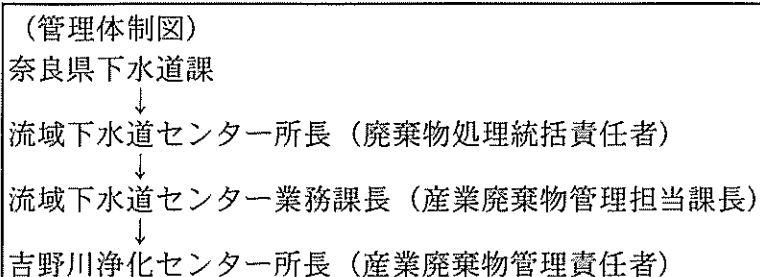 （管理体制図）
奈良県下水道課
↓
流域下水道センター所長（廃棄物処理統括責任者）
↓
流域下水道センター業務課長（産業廃棄物管理担当課長）
↓
吉野川浄化センター所長（産業廃棄物管理責任者）